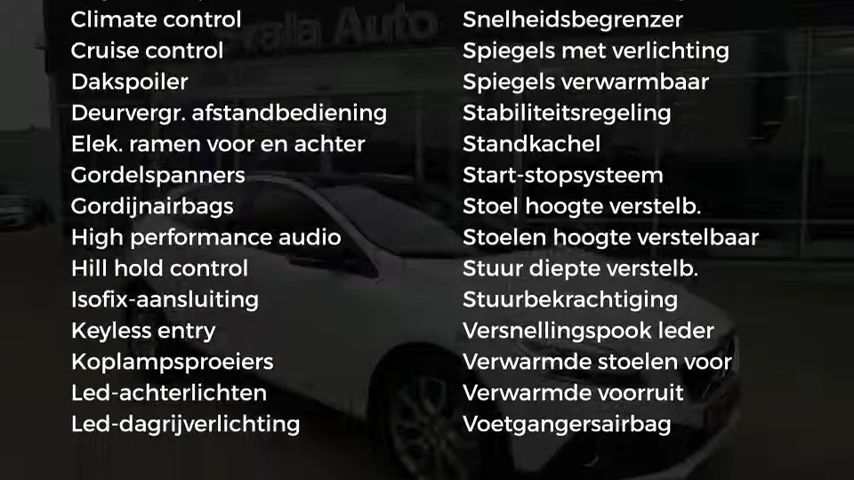 vala Auto
Climate control
Cruise control
Dakspoiler
Deurvergr. afstandbediening
Elek. ramen voor en achter
Gordelspanners
Gordijnairbags
High performance audio
Hill hold control
Isofix-aansluiting
Keyless entry
Koplampsproeiers
Led-achterlichten
Led-dagrijverlichting
Snelheidsbegrenzer
Spiegels met verlichting
Spiegels verwarmbaar
Stabiliteitsregeling
Standkachel
Start-stopsysteem
Stoel hoogte verstelb.
Stoelen hoogte verstelbaar
Stuur diepte verstelb.
Stuurbekrachtiging
Versnellingspook leder
Verwarmde stoelen voor
Verwarmde voorruit
Voetgangersairbag